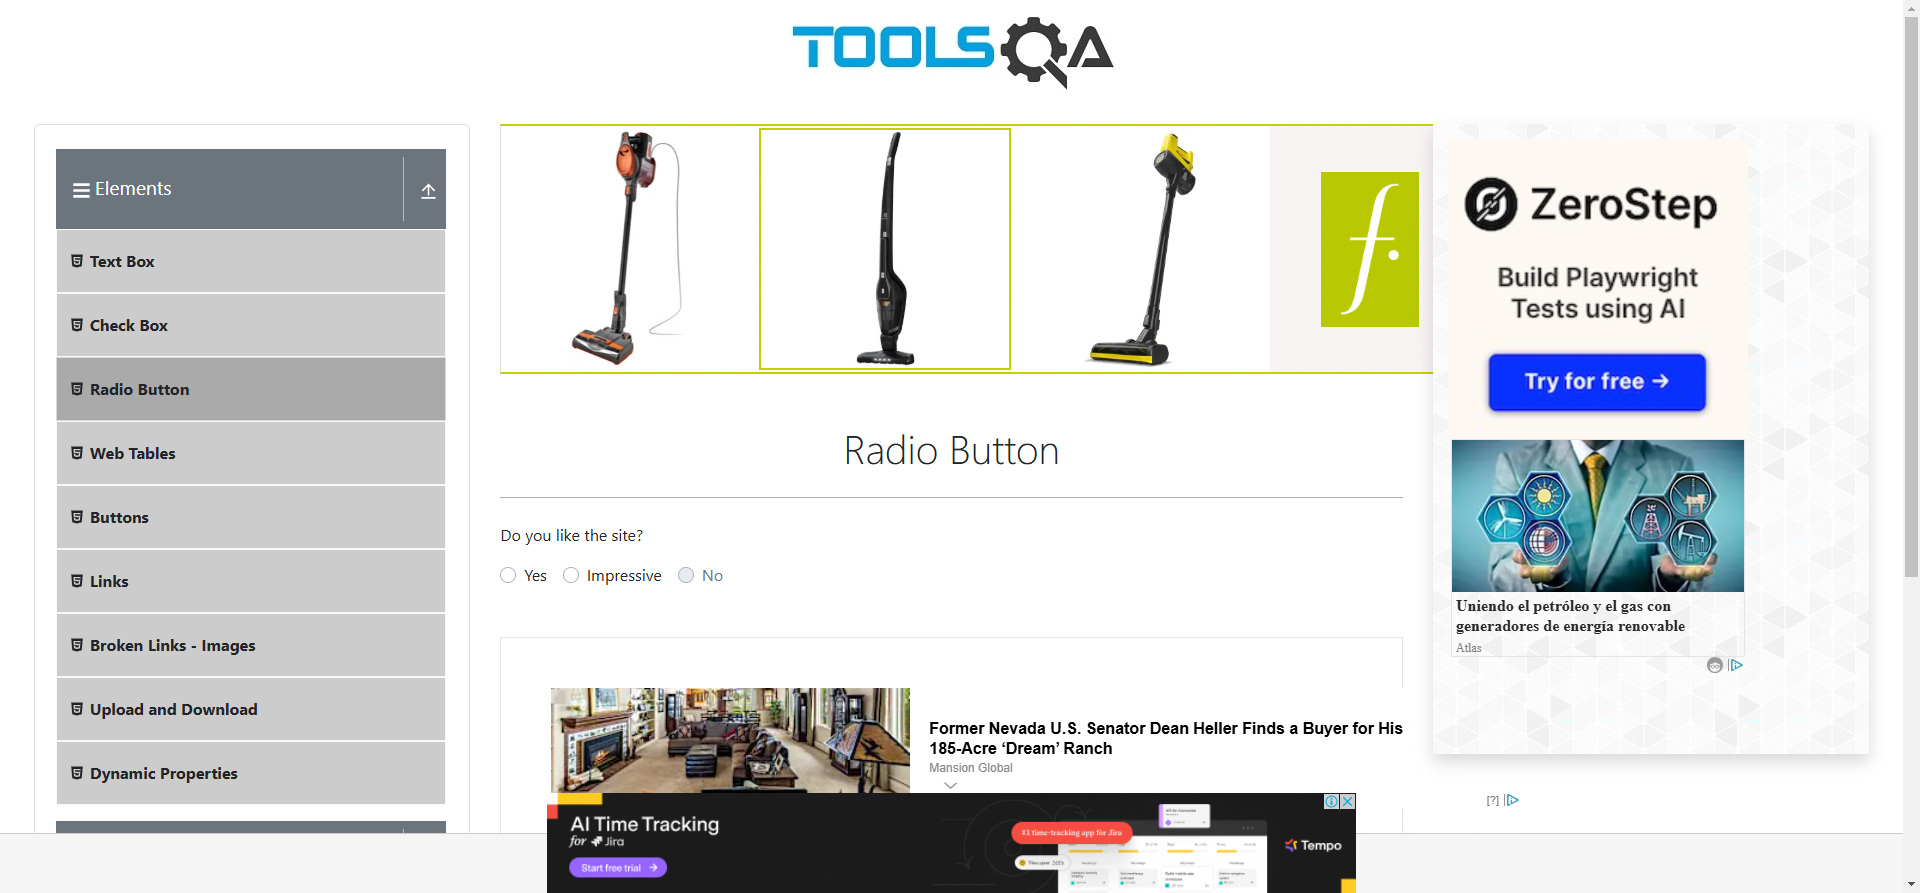 TOOLSQA
Elements
Text Box
Check Box
Radio Button
Web Tables
Buttons
Links
Broken Links - Images
Upload and Download
Dynamic Properties
f.
Radio Button
Do you like the site?
Yes
Impressive
No
Former Nevada U.S. Senator Dean Heller Finds a Buyer for His
185-Acre ‘Dream’ Ranch
Mansion Global
ZeroStep
Build Playwright
Tests using AI
Try for free →
Uniendo el petróleo y el gas con
generadores de energía renovable
Atlas
[?]
AI Time Tracking
for Jira
Start free trial →
#1 time-tracking app for Jira
Tempo